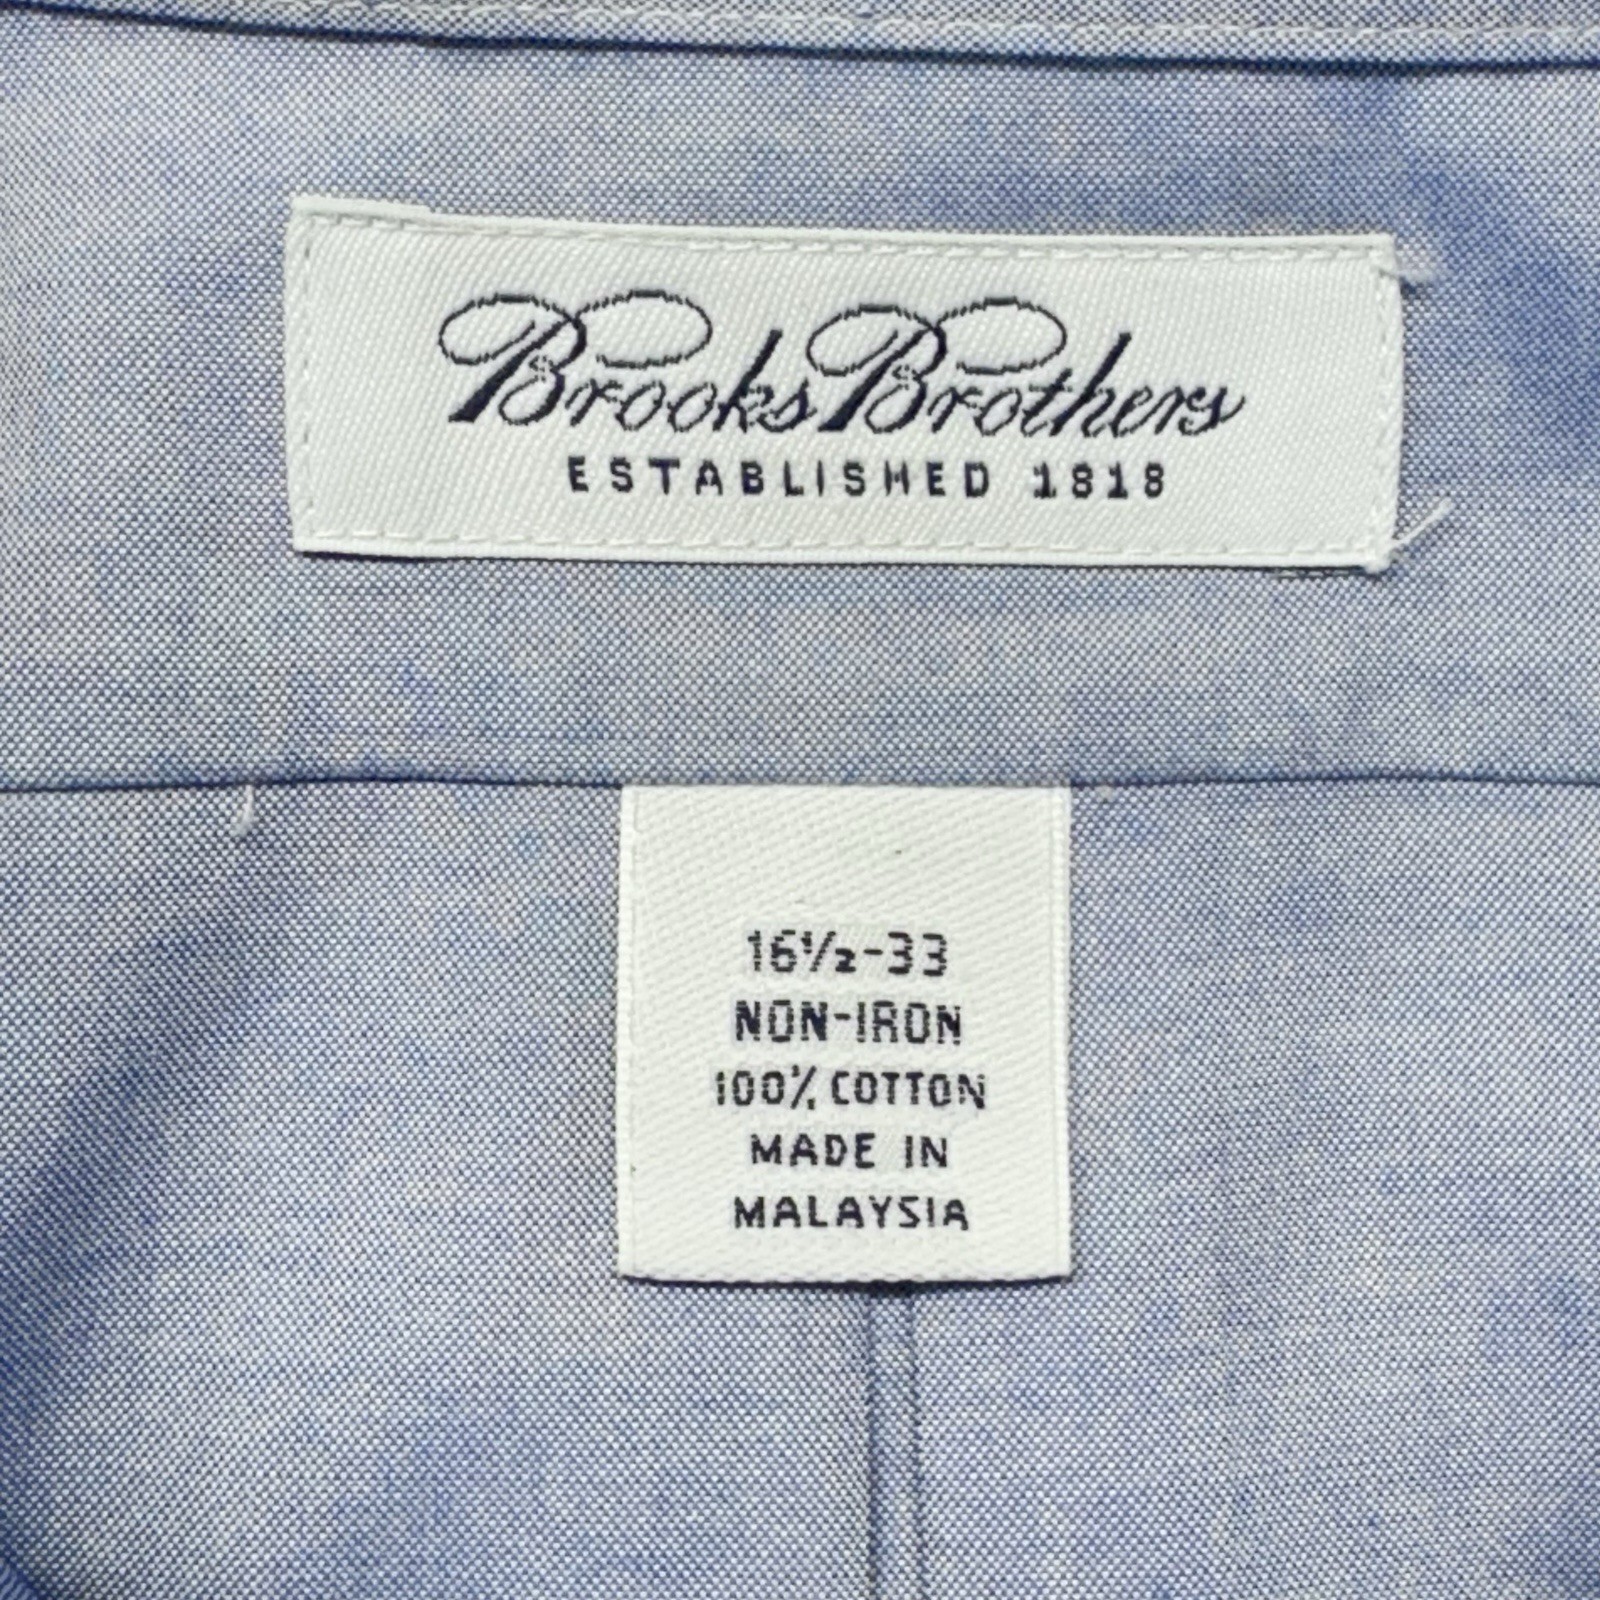 Brooks Brothers
ESTABLISHED 1818
16½-33
NON-IRON
100% COTTON
MADE IN
MALAYSIA